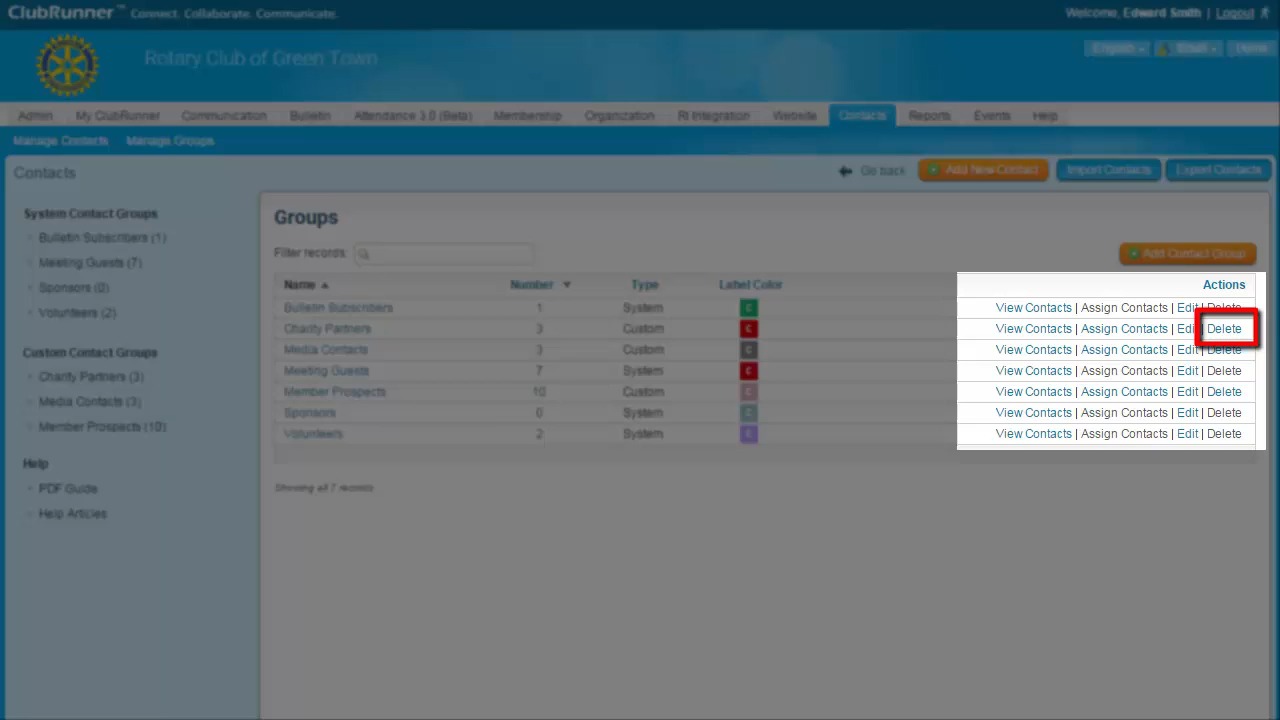 ClubRunner™ Connect. Collaborate. Communicate.
Welcome, Edward Smith | Logout
Rotary Club of Green Town
English Email Home
Admin My ClubRunner Communication Bulletin Attendance 3.0 (Beta) Membership Organization RI Integration Website Contacts Reports Events Help
Manage Contacts Manage Groups
Contacts
Go back Add New Contact Import Contacts Export Contacts
System Contact Groups
Bulletin Subscribers (1)
Meeting Guests (7)
Sponsors (0)
Volunteers (2)
Custom Contact Groups
Charity Partners (3)
Media Contacts (3)
Member Prospects (10)
Help
PDF Guide
Help Articles
Groups
Filter records:
Add Contact Group
Name Number Type Label Color Actions
Bulletin Subscribers 1 System C View Contacts | Assign Contacts | Edit | Delete
Charity Partners 3 Custom C View Contacts | Assign Contacts | Edit | Delete
Media Contacts 3 Custom C View Contacts | Assign Contacts | Edit | Delete
Meeting Guests 7 System C View Contacts | Assign Contacts | Edit | Delete
Member Prospects 10 Custom C View Contacts | Assign Contacts | Edit | Delete
Sponsors 0 System C View Contacts | Assign Contacts | Edit | Delete
Volunteers 2 System C View Contacts | Assign Contacts | Edit | Delete
Showing all 7 records